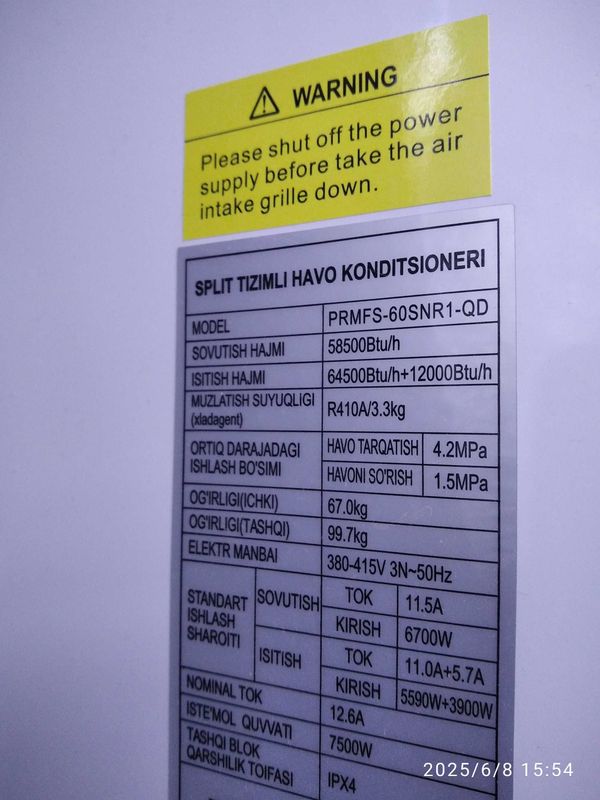 ⚠ WARNING
Please shut off the power
supply before take the air
intake grille down.
SPLIT TIZIMLI HAVO KONDITSIONERI
MODEL PRMFS-60SNR1-QD
SOVUTISH HAJMI 58500Btu/h
ISITISH HAJMI 64500Btu/h+12000Btu/h
MUZLATISH SUYUQLIGI
(xladagent) R410A/3.3kg
ORTIQ DARAJADAGI
ISHLASH BO'SIMI
HAVO TARQATISH 4.2MPa
HAVONI SO'RISH 1.5MPa
OG'IRLIGI(ICHKI) 67.0kg
OG'IRLIGI(TASHQI) 99.7kg
ELEKTR MANBAI 380-415V 3N~50Hz
STANDART
ISHLASH
SHAROITI
SOVUTISH TOK 11.5A
KIRISH 6700W
ISITISH TOK 11.0A+5.7A
KIRISH 5590W+3900W
NOMINAL TOK 12.6A
ISTE'MOL QUVVATI 7500W
TASHQI BLOK
QARSHILIK TOIFASI IPX4
2025/6/8 15:54